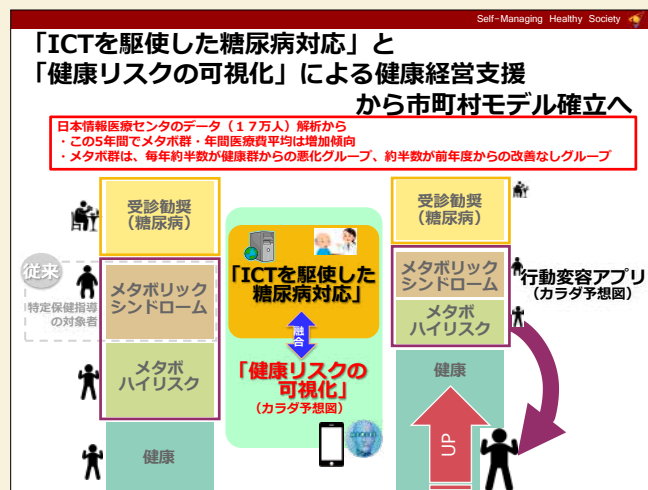 Self-Managing Healthy Society
「ICTを駆使した糖尿病対応」と
「健康リスクの可視化」による健康経営支援
から市町村モデル確立へ
日本情報医療センタのデータ（１７万人）解析から
・この5年間でメタボ群・年間医療費平均は増加傾向
・メタボ群は、毎年約半数が健康群からの悪化グループ、約半数が前年度からの改善なしグループ
受診勧奨
（糖尿病）
従来
特定保健指導
の対象者
メタボリック
シンドローム
メタボ
ハイリスク
健康
「ICTを駆使した
糖尿病対応」
融合
「健康リスクの
可視化」
（カラダ予想図）
受診勧奨
（糖尿病）
メタボリック
シンドローム
メタボ
ハイリスク
健康
UP
行動変容アプリ
（カラダ予想図）